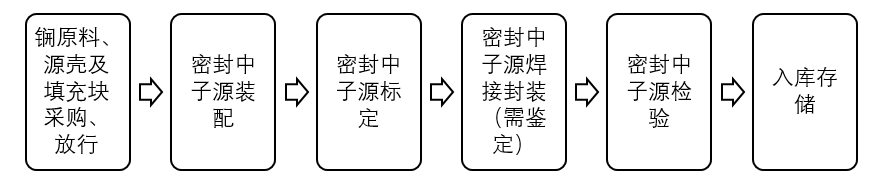 锎原料、
源壳及
填充块
采购、
放行
密封中
子源装
配
密封中
子源标
定
密封中
子源焊
接封装
（需鉴
定）
密封中
子源检
验
入库存
储